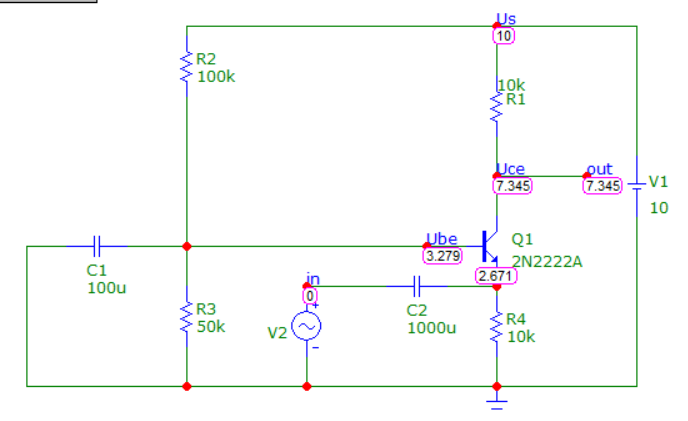 Us
10
R2
100k
10k
R1
Uce
7.345
out
7.345
V1
10
Ube
3.279
Q1
2N2222A
2.671
C1
100u
in
0
+
V2
-
C2
1000u
R3
50k
R4
10k